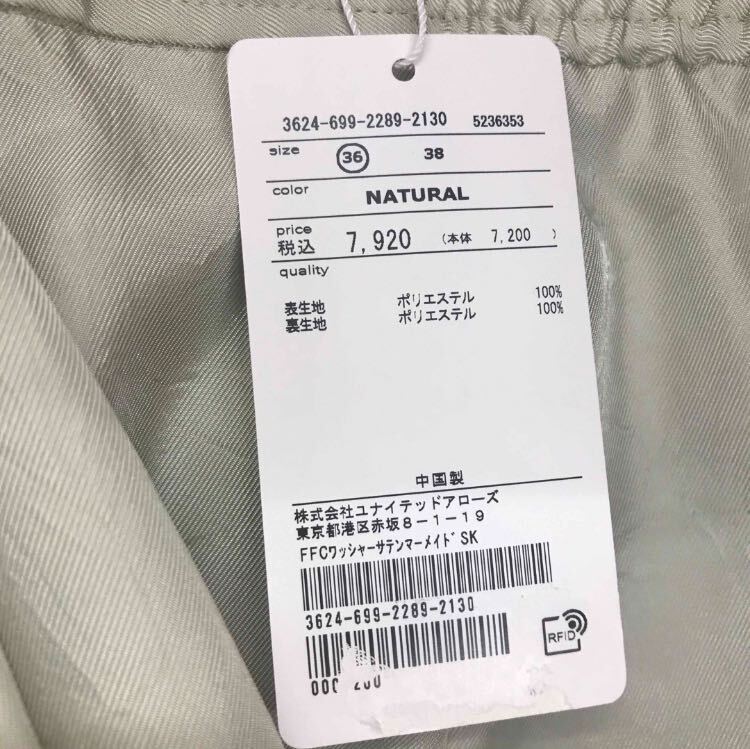 3624-699-2289-2130 5236353
size 36 38
color NATURAL
price
税込 7,920 (本体 7,200 )
quality
表生地 ポリエステル 100%
裏生地 ポリエステル 100%
中国製
株式会社ユナイテッドアローズ
東京都港区赤坂8-1-19
FFCワッシャーサテンマーメイドSK
3624-699-2289-2130
RFID